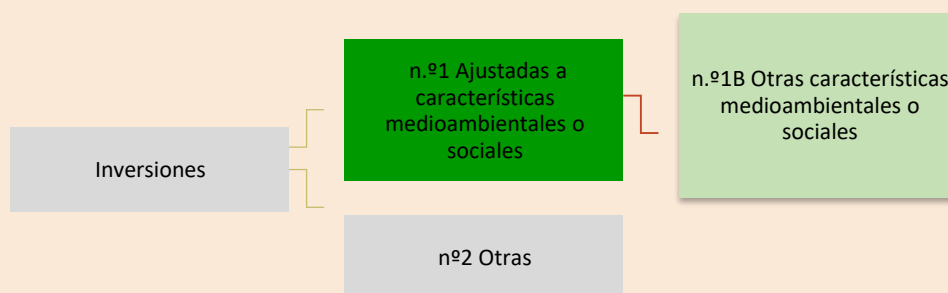 Inversiones
n.º1 Ajustadas a
características
medioambientales o
sociales
nº2 Otras
n.º1B Otras características
medioambientales o
sociales